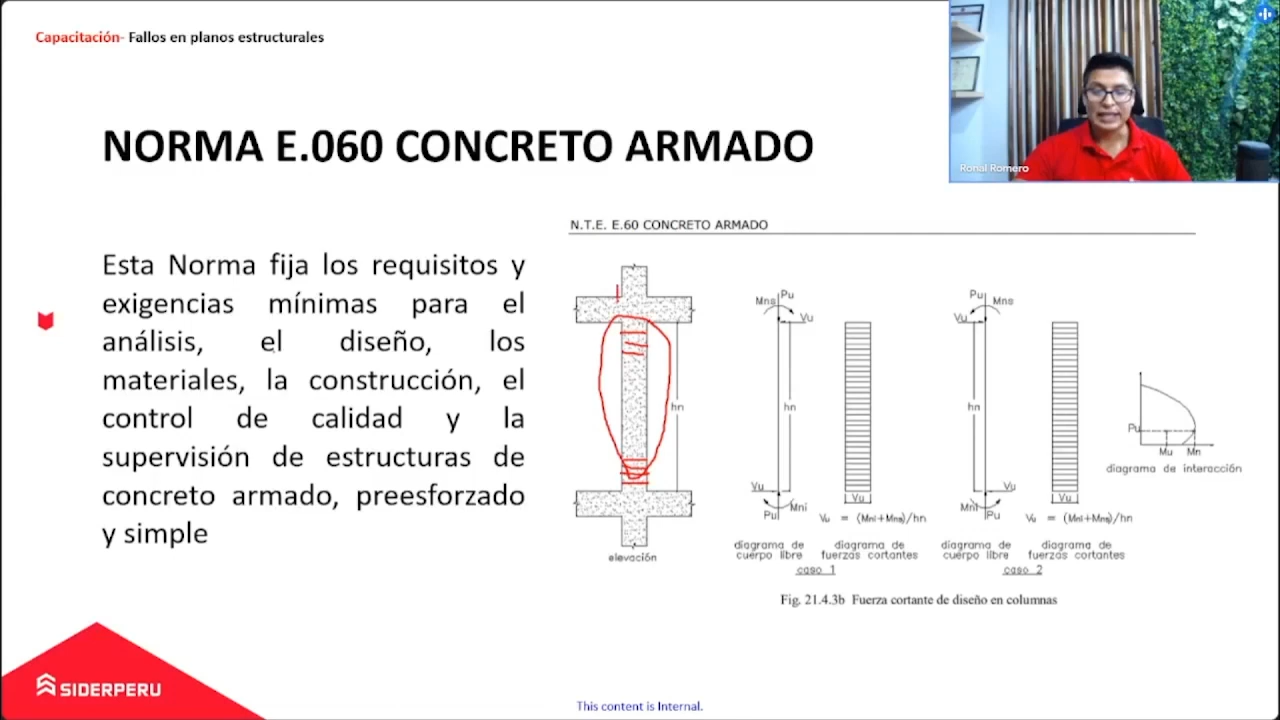 Capacitación- Fallos en planos estructurales
Ronal Romero
NORMA E.060 CONCRETO ARMADO
Esta Norma fija los requisitos y
exigencias mínimas para el
análisis, el diseño, los
materiales, la construcción, el
control de calidad y la
supervisión de estructuras de
concreto armado, preesforzado
y simple
N.T.E. E.60 CONCRETO ARMADO
hn
elevación
Mns Pu
Vu
hn
Vu
Mni
Pu
diagrama de
cuerpo libre
Vu
Vu = (Mni+Mns)/hn
diagrama de
fuerzas cortantes
caso 1
Pu Mns
Vu
hn
Vu
Mni Pu
diagrama de
cuerpo libre
Vu
Vu = (Mni+Mns)/hn
diagrama de
fuerzas cortantes
caso 2
Pu
Mu Mn
diagrama de interacción
Fig. 21.4.3b Fuerza cortante de diseño en columnas
SIDERPERU
This content is Internal.